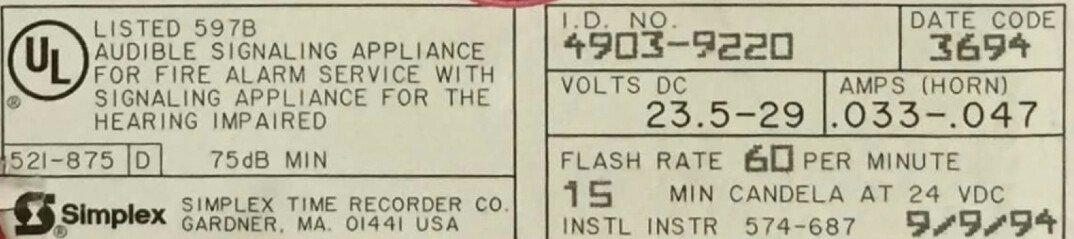 UL
LISTED 597B
AUDIBLE SIGNALING APPLIANCE
FOR FIRE ALARM SERVICE WITH
SIGNALING APPLIANCE FOR THE
HEARING IMPAIRED
®
521-875 D 75dB MIN
Simplex
®
SIMPLEX TIME RECORDER CO.
GARDNER, MA. 01441 USA
I.D. NO.
4903-9220
DATE CODE
3694
VOLTS DC
23.5-29
AMPS (HORN)
.033-.047
FLASH RATE 60 PER MINUTE
15 MIN CANDELA AT 24 VDC
INSTL INSTR 574-687 9/9/94